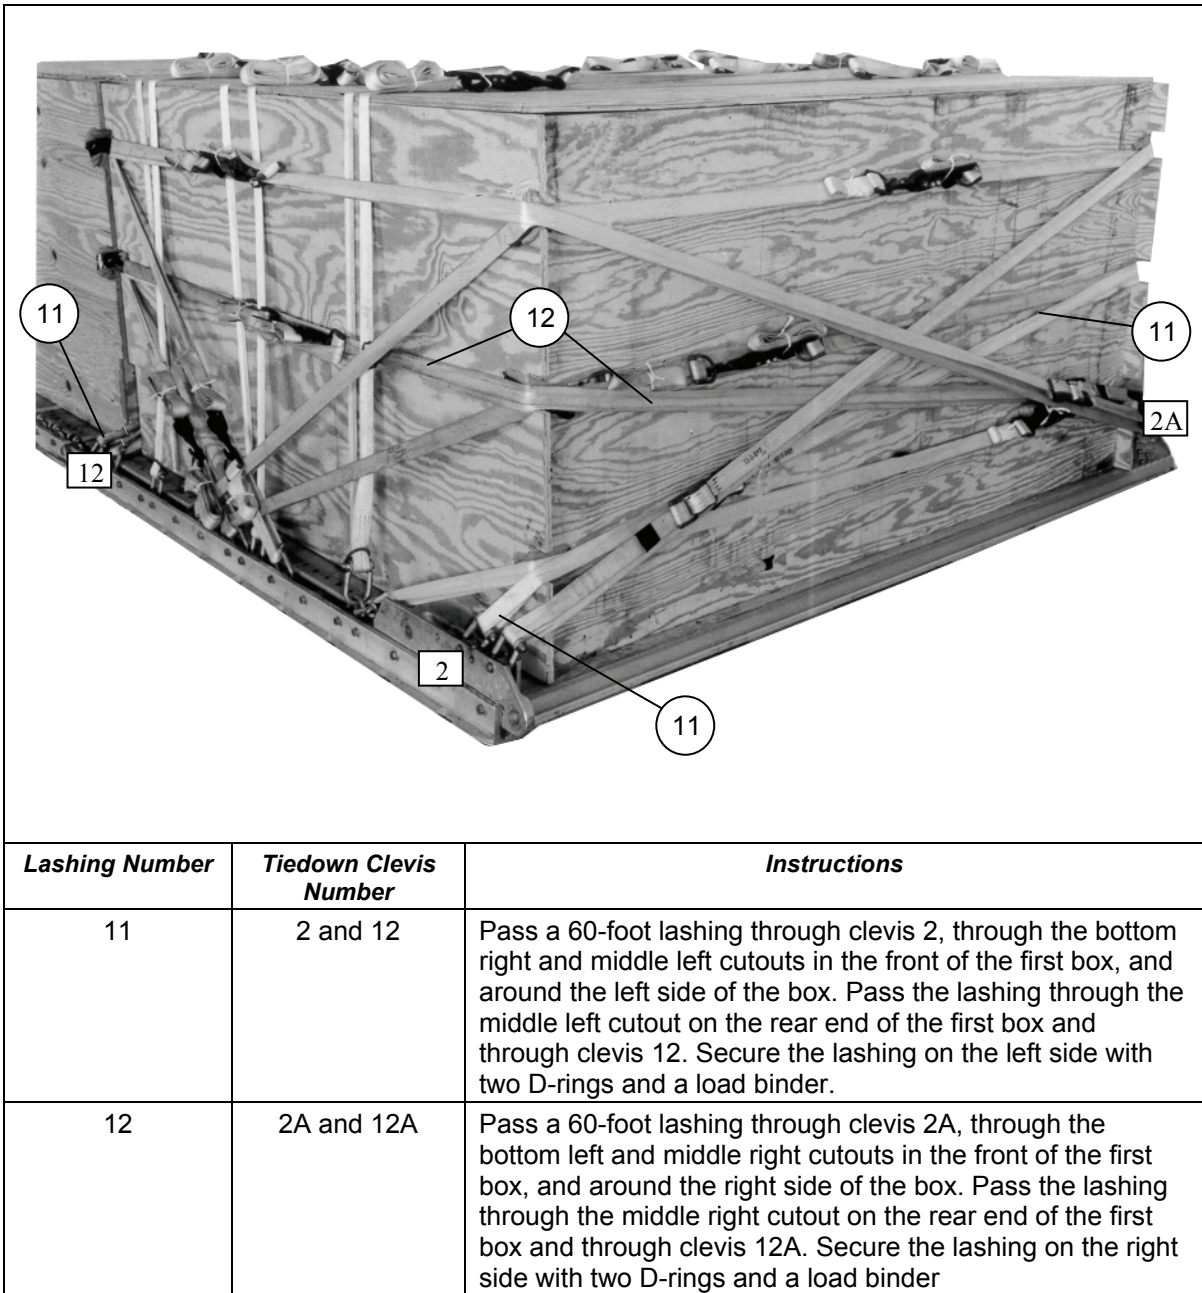 11
12
11
2A
12
2
11
Lashing Number
Tiedown Clevis
Number
Instructions
11
2 and 12
Pass a 60-foot lashing through clevis 2, through the bottom
right and middle left cutouts in the front of the first box, and
around the left side of the box. Pass the lashing through the
middle left cutout on the rear end of the first box and
through clevis 12. Secure the lashing on the left side with
two D-rings and a load binder.
12
2A and 12A
Pass a 60-foot lashing through clevis 2A, through the
bottom left and middle right cutouts in the front of the first
box, and around the right side of the box. Pass the lashing
through the middle right cutout on the rear end of the first
box and through clevis 12A. Secure the lashing on the right
side with two D-rings and a load binder